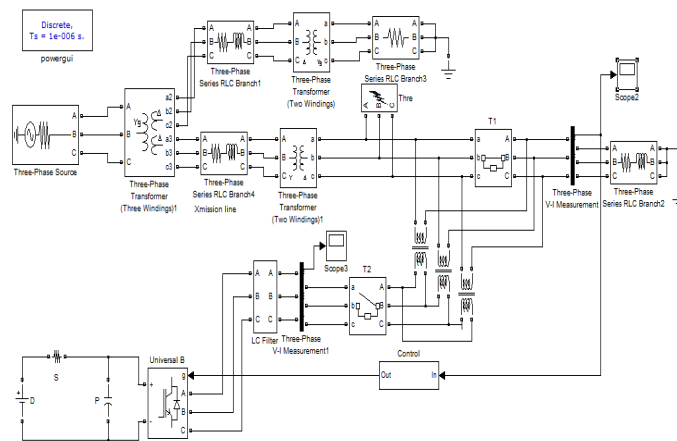 Discrete,
Ts = 1e-006 s.
powergui
A
B
C
Three-Phase Source
A
B
C
Yg
Δ
Δ
a2
b2
c2
a3
b3
c3
Three-Phase
Transformer
(Three Windings)1
A
B
C
A
B
C
Three-Phase
Series RLC Branch1
A
B
C
a
b
c
Δ
Yg
Three-Phase
Transformer
(Two Windings)
A
B
C
A
B
C
Three-Phase
Series RLC Branch3
A
B
C
Thre
A
B
C
A
B
C
Three-Phase
Series RLC Branch4
Xmission line
A
B
C
a
b
c
Y
Δ
Three-Phase
Transformer
(Two Windings)1
T1
a
b
c
A
B
C
Scope2
Three-Phase
V-I Measurement
A
B
C
A
B
C
Three-Phase
Series RLC Branch2
Scope3
T2
a
b
c
A
B
C
A
B
C
A
B
C
LC Filter
Three-Phase
V-I Measurement1
Universal B
g
+
-
A
B
C
Control
Out
In
S
+
D
P